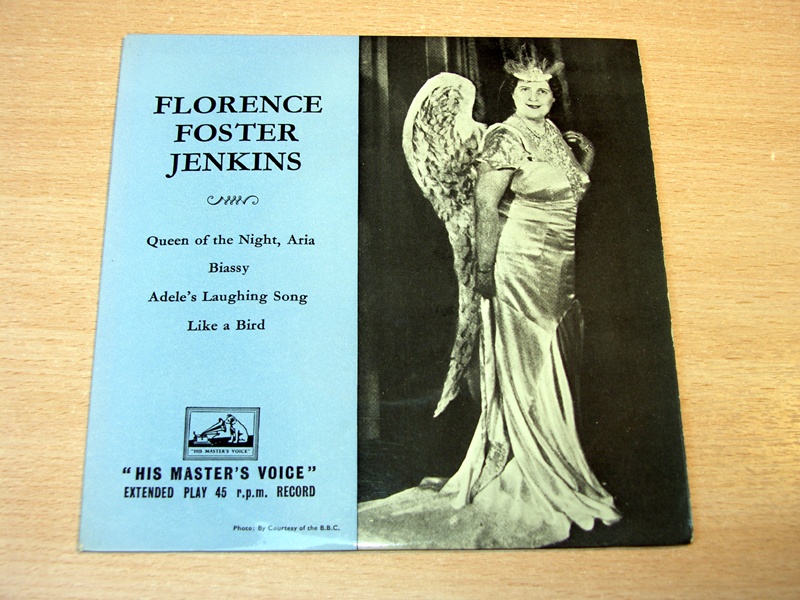 FLORENCE
FOSTER
JENKINS
Queen of the Night, Aria
Biassy
Adele's Laughing Song
Like a Bird
"HIS MASTER'S VOICE"
"HIS MASTER'S VOICE"
EXTENDED PLAY 45 r.p.m. RECORD
Photo: By Courtesy of the B.B.C.